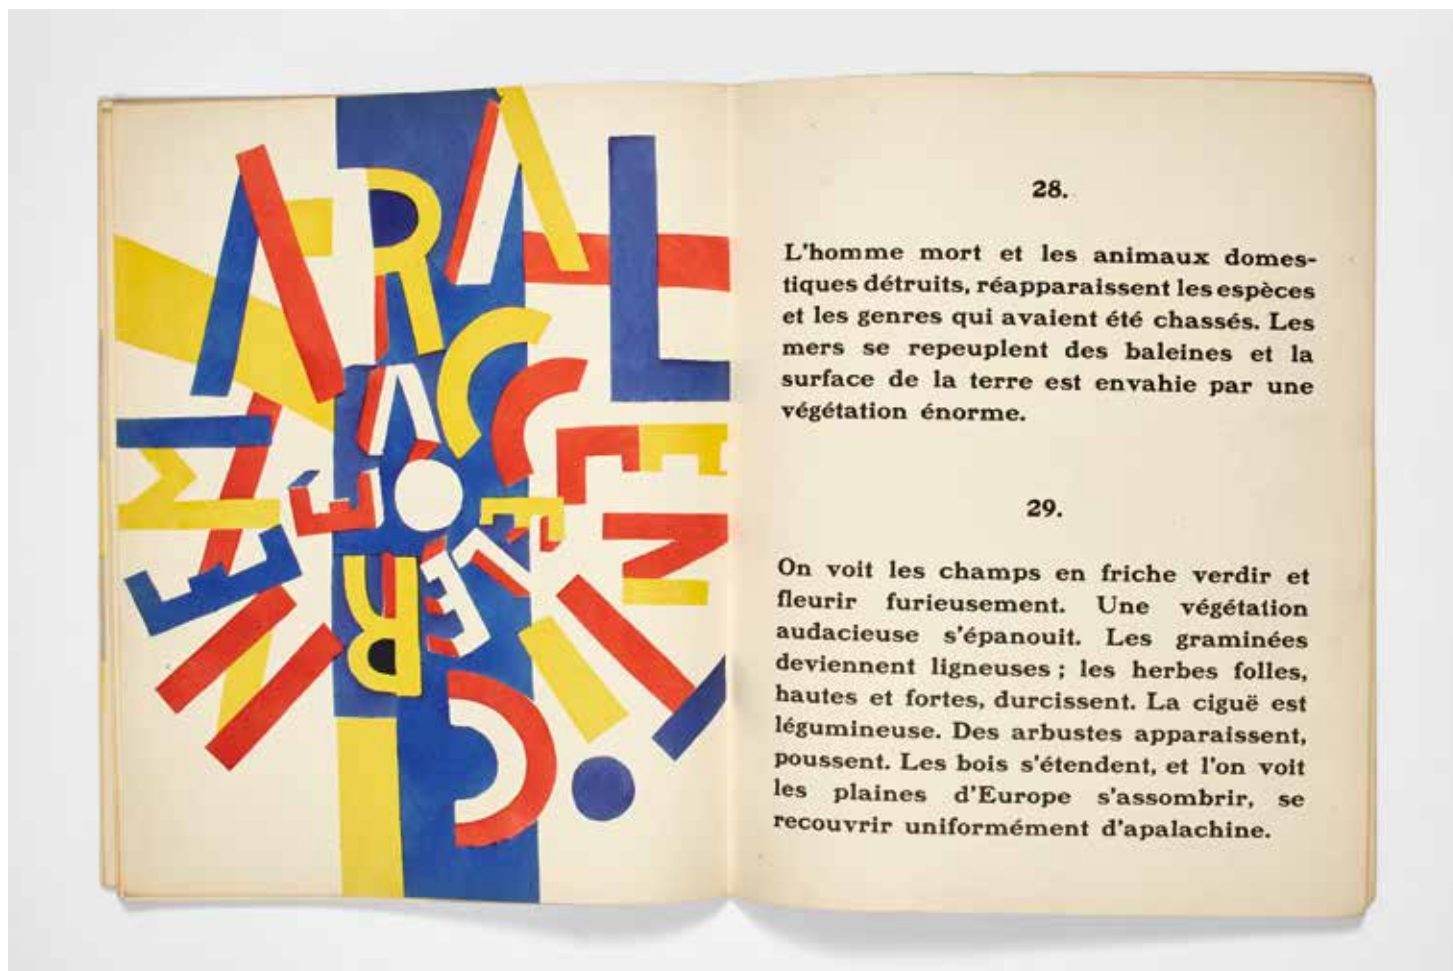 CINEMA RALENTI.
ACCÉLÉRÉ
28.
L'homme mort et les animaux domes-
tiques détruits, réapparaissent les espèces
et les genres qui avaient été chassés. Les
mers se repeuplent des baleines et la
surface de la terre est envahie par une
végétation énorme.
29.
On voit les champs en friche verdir et
fleurir furieusement. Une végétation
audacieuse s'épanouit. Les graminées
deviennent ligneuses ; les herbes folles,
hautes et fortes, durcissent. La ciguë est
légumineuse. Des arbustes apparaissent,
poussent. Les bois s'étendent, et l'on voit
les plaines d'Europe s'assombrir, se
recouvrir uniformément d'apalachine.